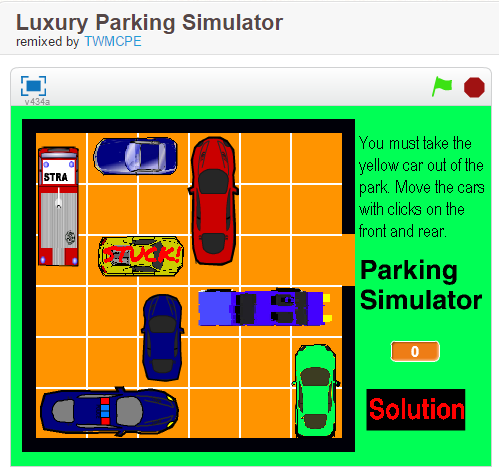 Luxury Parking Simulator
remixed by TWMCPE
v434a
You must take the
yellow car out of the
park. Move the cars
with clicks on the
front and rear.
STRA
STUCK!
Parking
Simulator
0
Solution